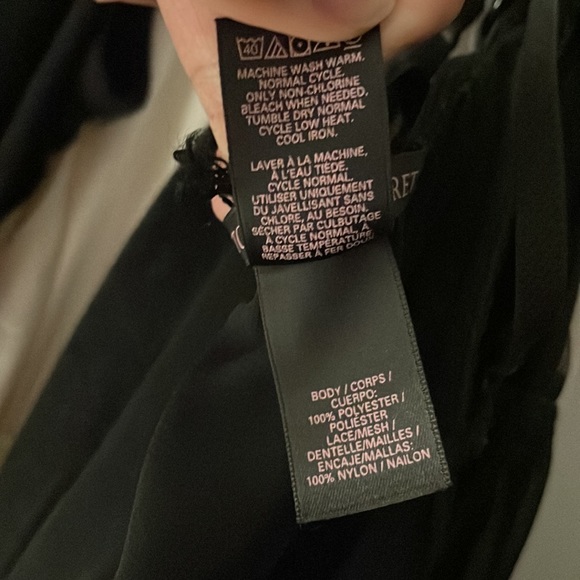 40
MACHINE WASH WARM.
NORMAL CYCLE.
ONLY NON-CHLORINE
BLEACH WHEN NEEDED.
TUMBLE DRY NORMAL
CYCLE LOW HEAT.
COOL IRON.
LAVER À LA MACHINE,
À L'EAU TIÈDE.
CYCLE NORMAL.
UTILISER UNIQUEMENT
DU JAVELLISANT SANS
CHLORE, AU BESOIN.
SÉCHER PAR CULBUTAGE
À CYCLE NORMAL, À
BASSE TEMPÉRATURE.
REPASSER À FER DOUX.
BODY / CORPS /
CUERPO:
100% POLYESTER /
POLIÉSTER
LACE/MESH /
DENTELLE/MAILLES /
ENCAJE/MALLAS:
100% NYLON / NAILON